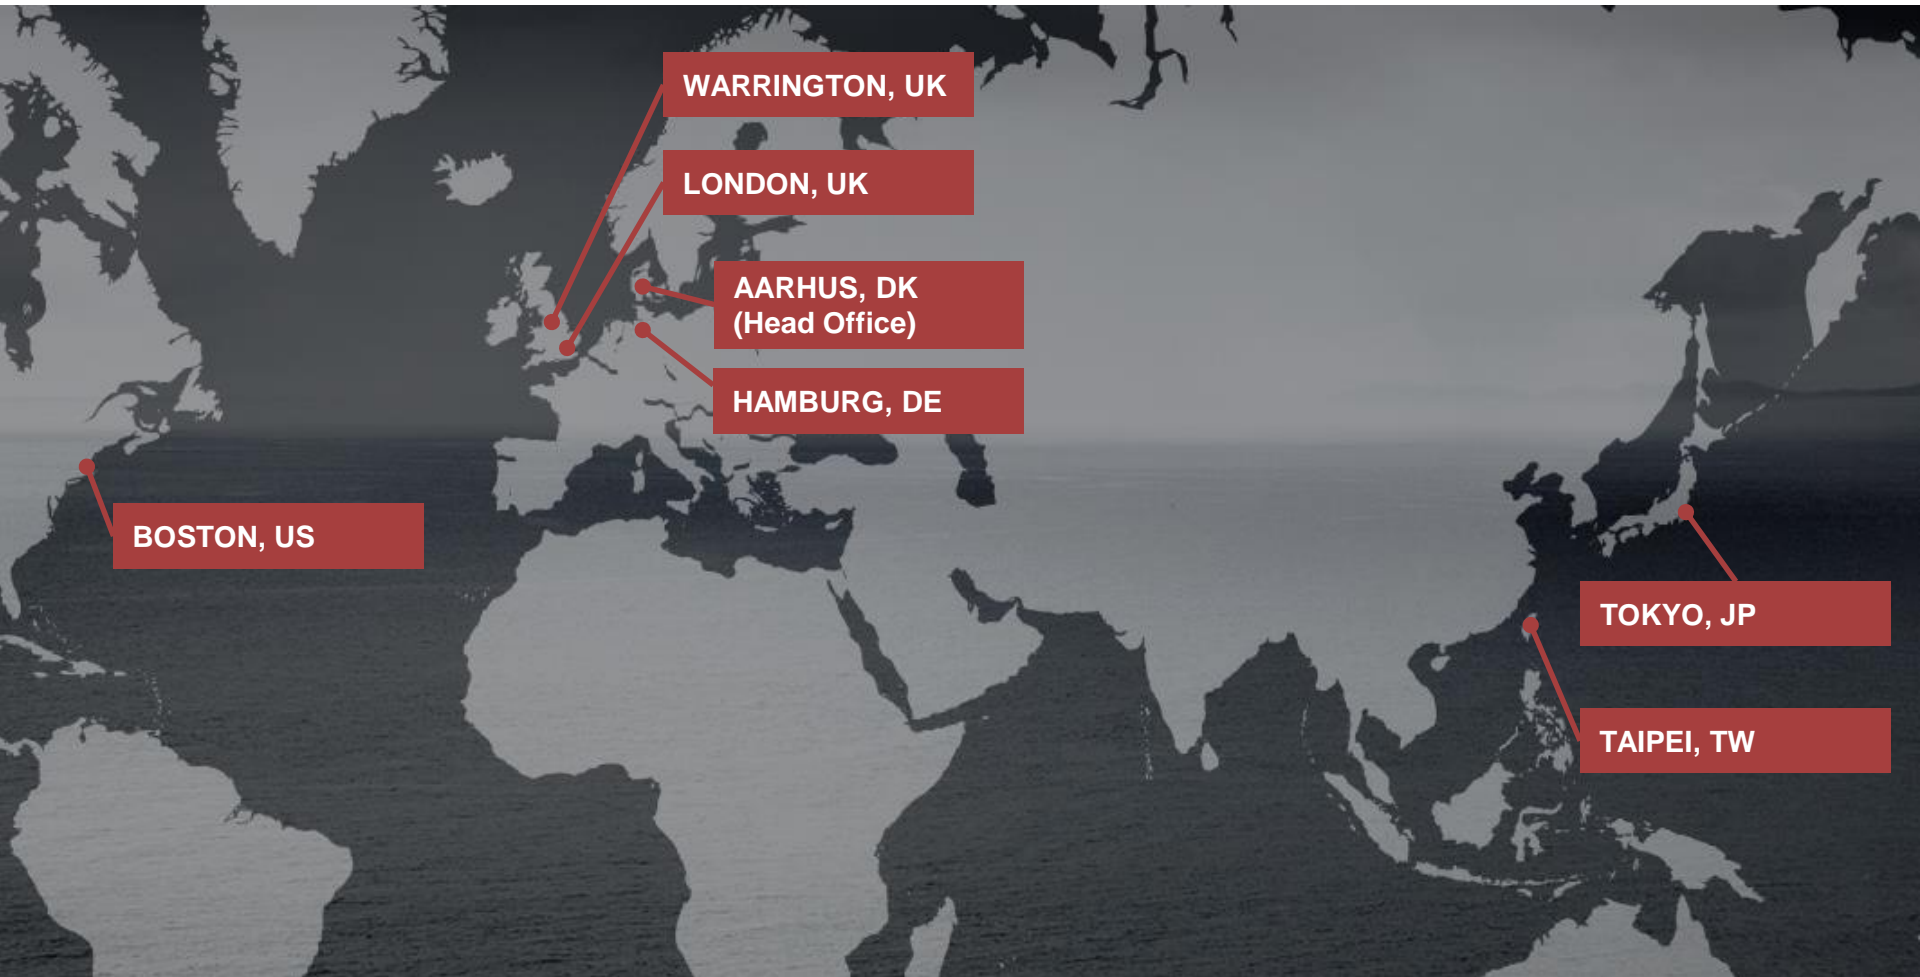 WARRINGTON, UK
LONDON, UK
AARHUS, DK
(Head Office)
HAMBURG, DE
BOSTON, US
TOKYO, JP
TAIPEI, TW